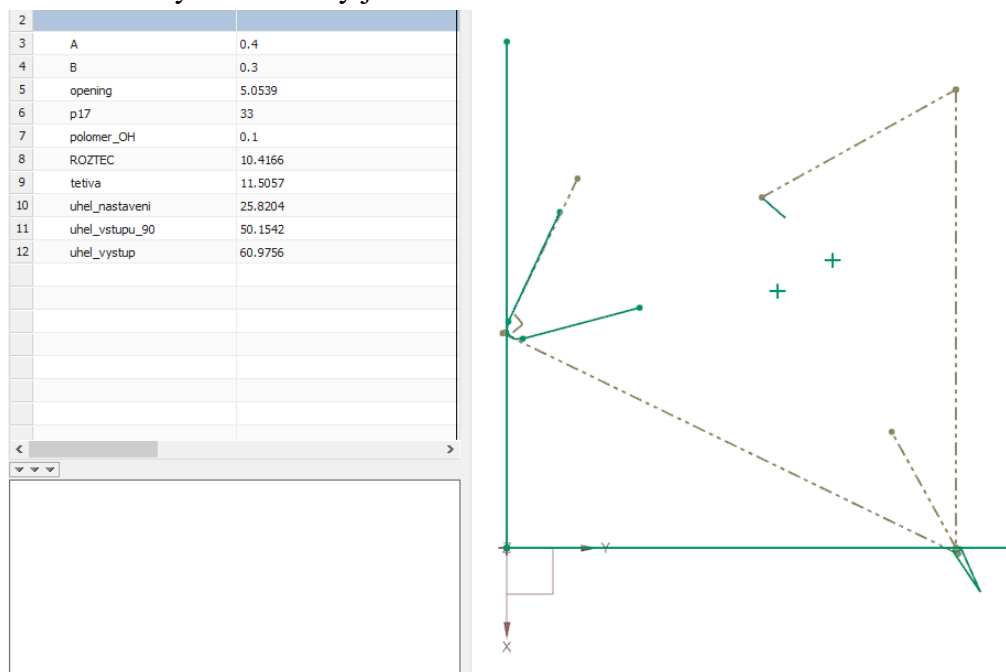 2
3 A 0.4
4 B 0.3
5 opening 5.0539
6 p17 33
7 polomer_OH 0.1
8 ROZTEC 10.4166
9 tetiva 11.5057
10 uhel_nastaveni 25.8204
11 uhel_vstupu_90 50.1542
12 uhel_vystup 60.9756
Y
X